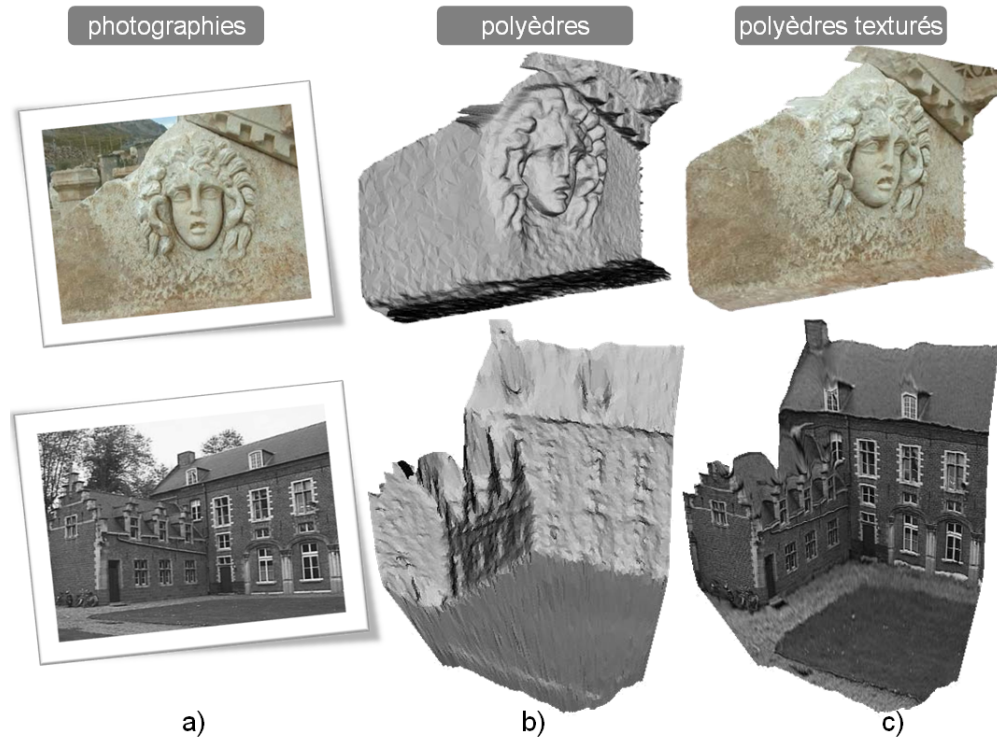 photographies
polyèdres
polyèdres texturés
a)
b)
c)